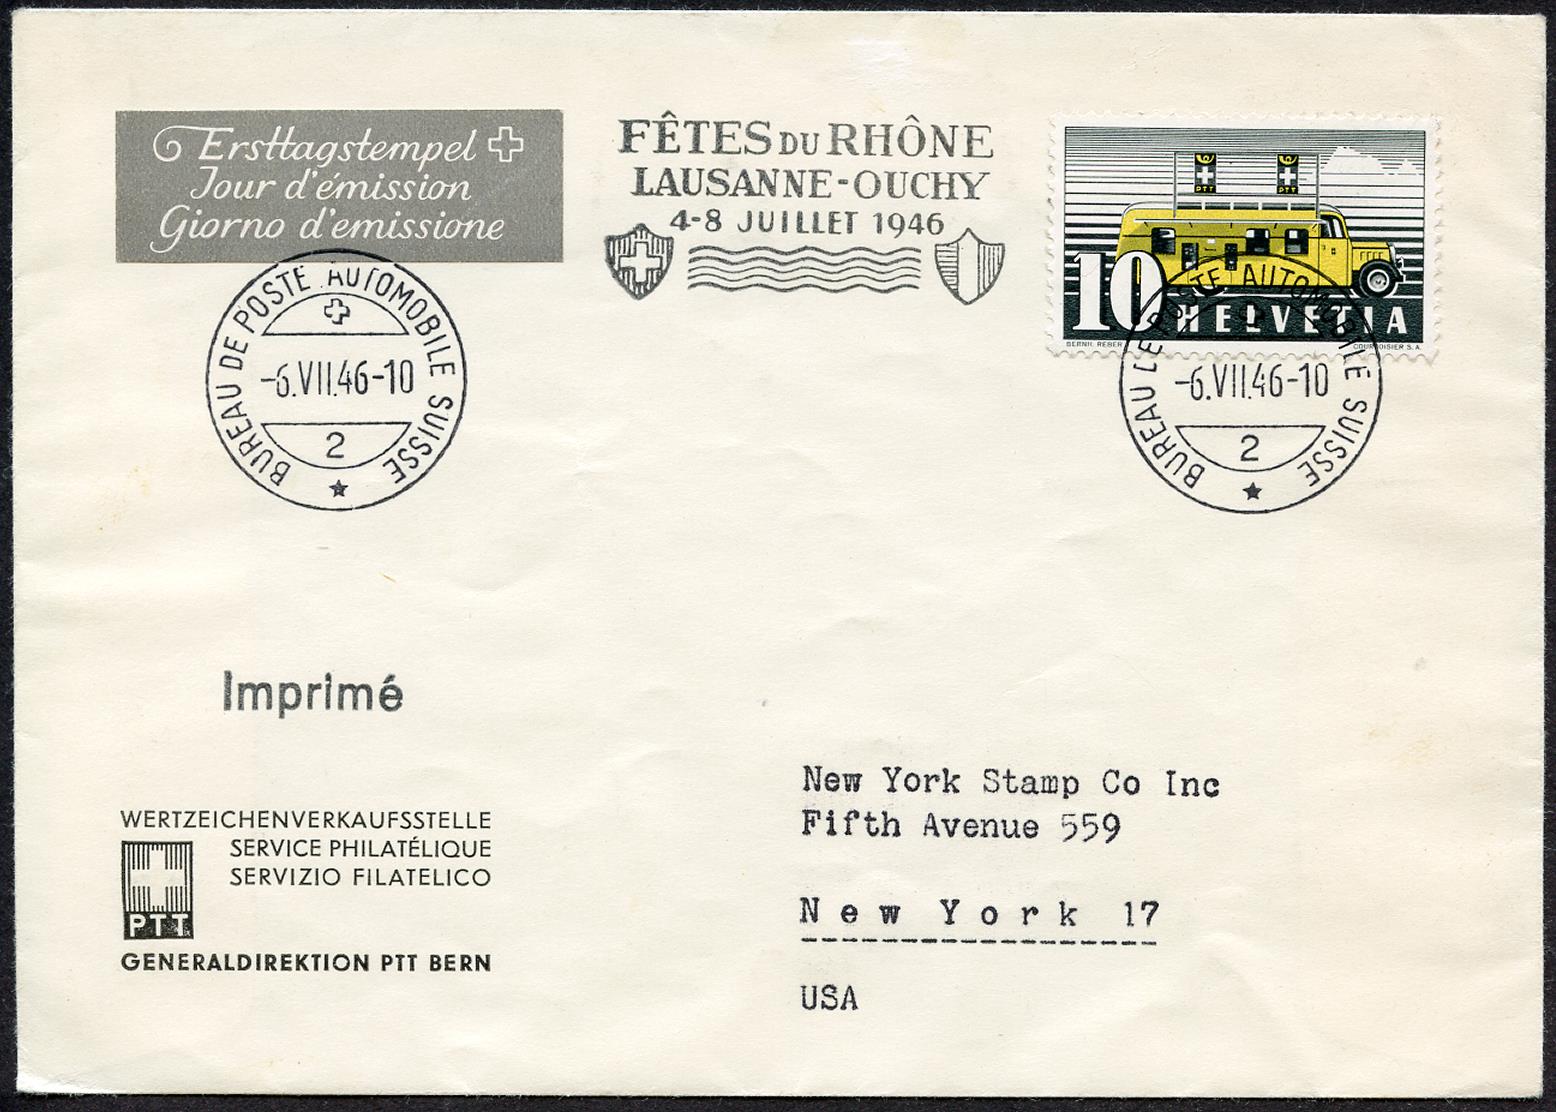 Ersttagstempel
Jour d'émission
Giorno d'emissione
FÊTES DU RHÔNE
LAUSANNE-OUCHY
4-8 JUILLET 1946
PTT PTT
10 HELVETIA
BERNH. REBER COURVOISIER S.A.
BUREAU DE POSTE AUTOMOBILE SUISSE
-6.VII.46-10
2
BUREAU DE POSTE AUTOMOBILE SUISSE
-6.VII.46-10
2
Imprimé
WERTZEICHENVERKAUFSSTELLE
SERVICE PHILATÉLIQUE
SERVIZIO FILATELICO
PTT
GENERALDIREKTION PTT BERN
New York Stamp Co Inc
Fifth Avenue 559
New York 17
USA